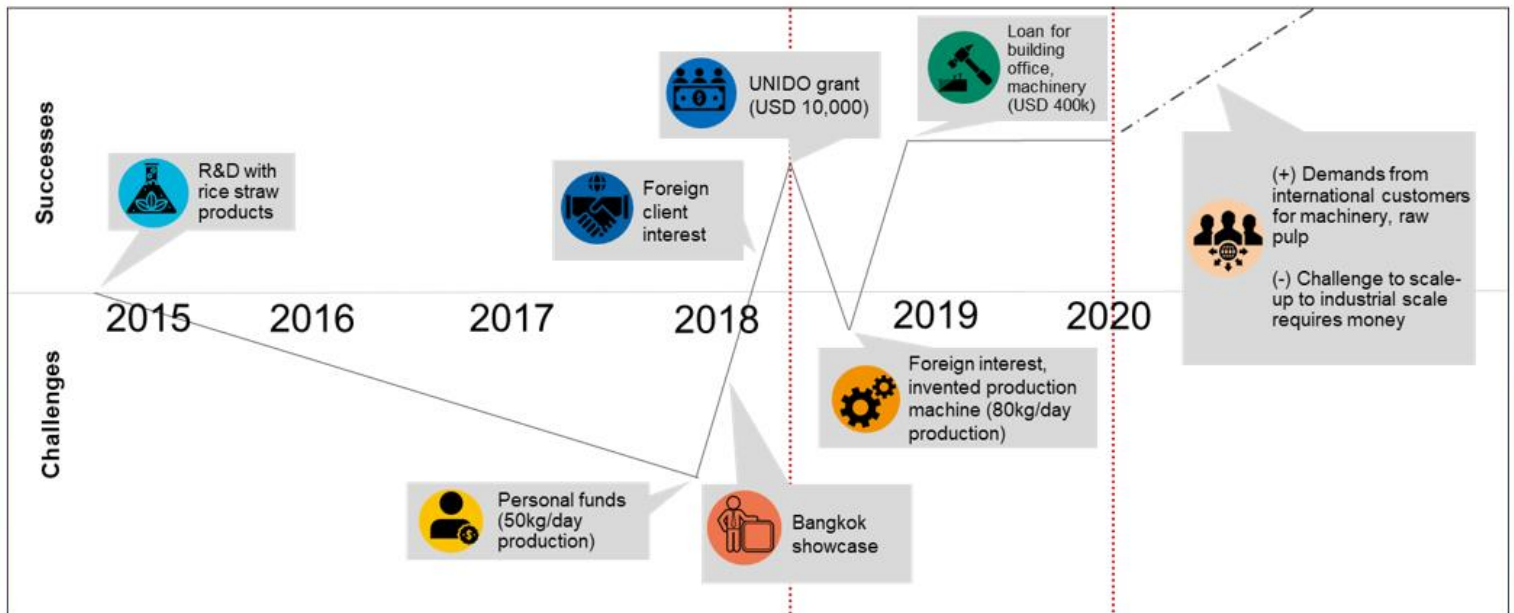 Successes
Challenges
R&D with
rice straw
products
Foreign
client
interest
UNIDO grant
(USD 10,000)
Loan for
building
office,
machinery
(USD 400k)
(+) Demands from
international customers
for machinery, raw
pulp
(-) Challenge to scale-
up to industrial scale
requires money
2015
2016
2017
2018
2019
2020
Personal funds
(50kg/day
production)
Bangkok
showcase
Foreign interest,
invented production
machine (80kg/day
production)